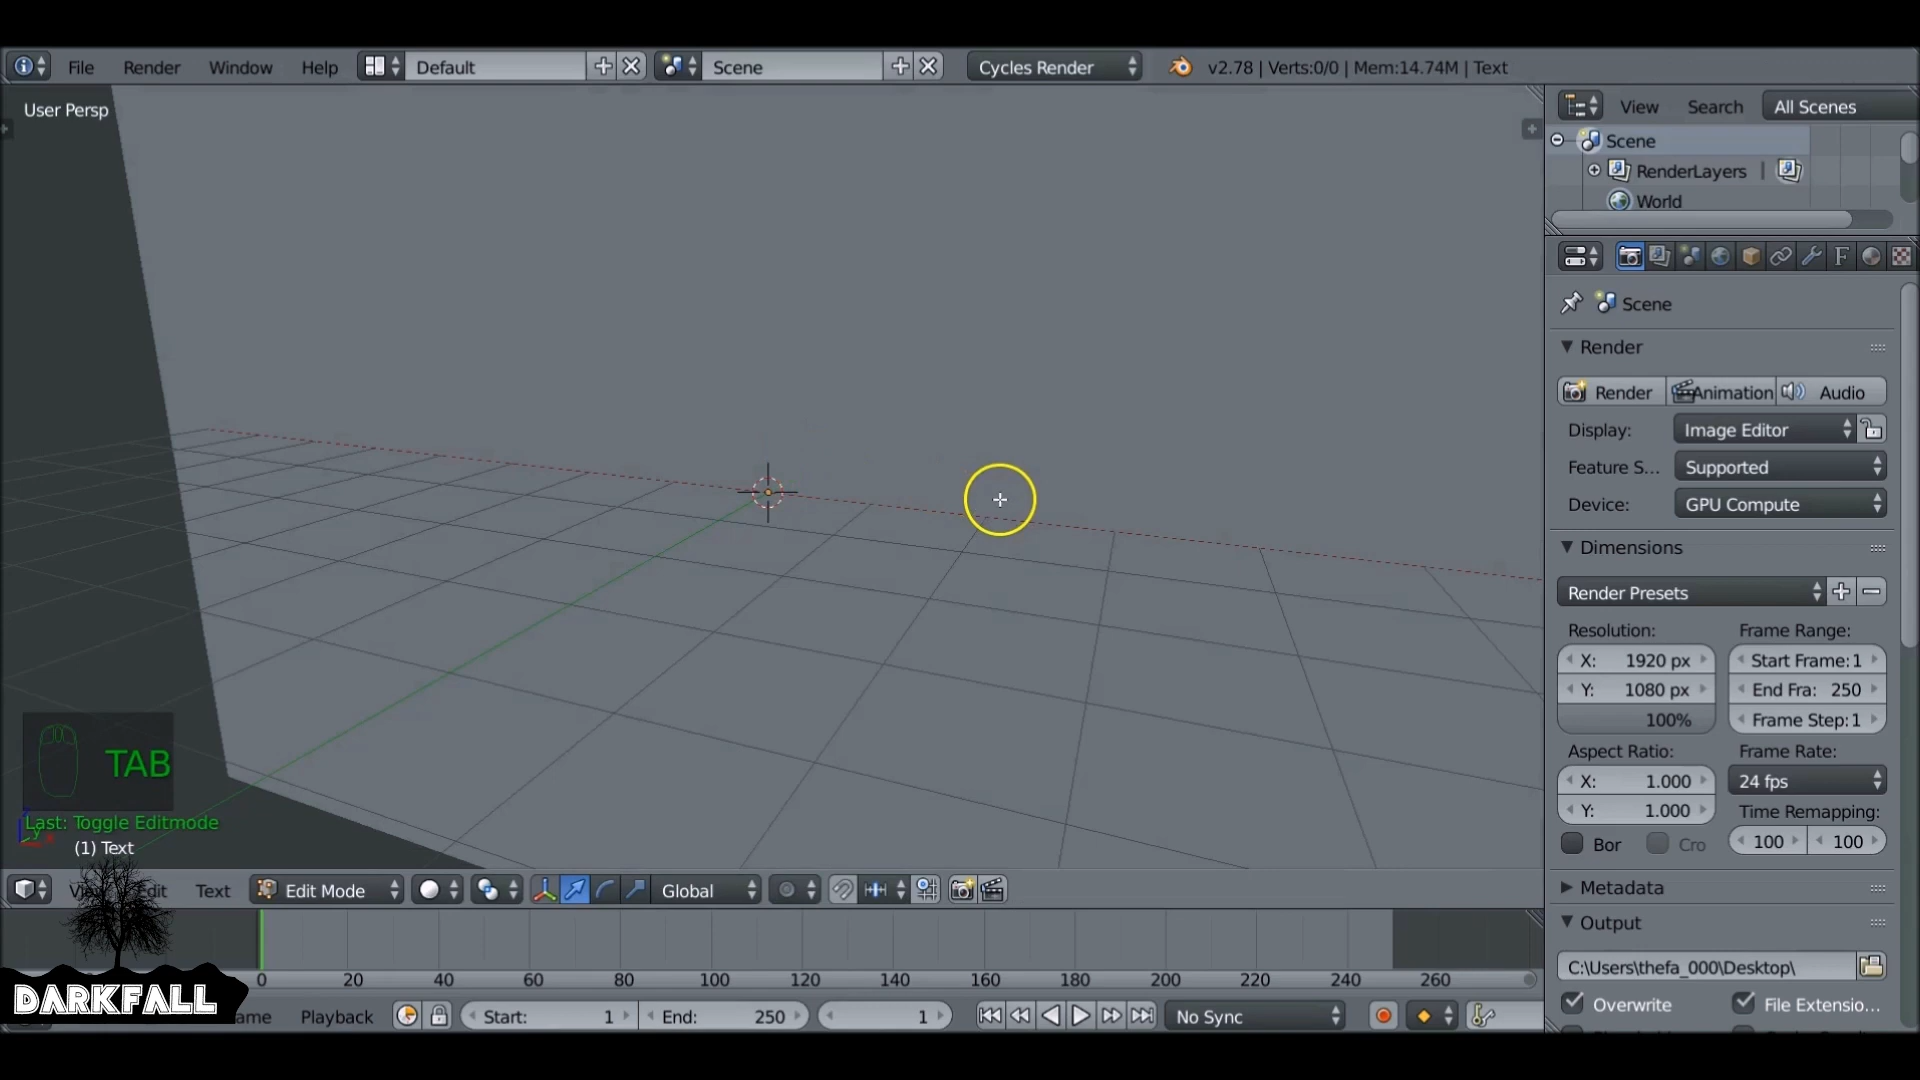 File Render Window Help Default Scene Cycles Render v2.78 | Verts:0/0 | Mem:14.74M | Text
User Persp
View Search All Scenes
Scene
RenderLayers
World
Scene
Render
Render Animation Audio
Display: Image Editor
Feature S... Supported
Device: GPU Compute
Dimensions
Render Presets
Resolution: Frame Range:
X: 1920 px Start Frame: 1
Y: 1080 px End Fra: 250
100% Frame Step: 1
Aspect Ratio: Frame Rate:
X: 1.000 24 fps
Y: 1.000 Time Remapping:
Bor Cro 100 100
Metadata
Output
C:\Users\thefa_000\Desktop\
Overwrite File Extensio...
TAB
Last: Toggle Editmode
(1) Text
Text Edit Mode Global
0 20 40 60 80 100 120 140 160 180 200 220 240 260
DARKFALL
Playback Start: 1 End: 250 1 No Sync